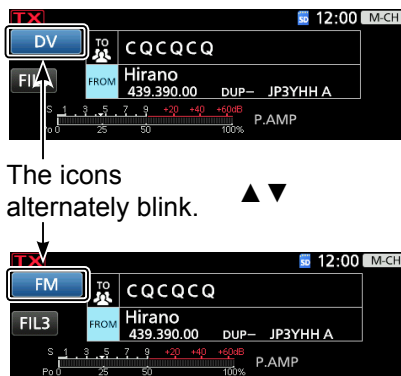 TX 12:00 M-CH
DV TO CQCQCQ
FROM Hirano
439.390.00 DUP– JP3YHH A
S 1 3 5 7 9 +20 +40 +60dB
P.AMP
Po 0 25 50 100%
The icons
alternately blink.
▲▼
TX 12:00 M-CH
FM TO CQCQCQ
FIL3 FROM Hirano
439.390.00 DUP– JP3YHH A
S 1 3 5 7 9 +20 +40 +60dB
P.AMP
Po 0 25 50 100%